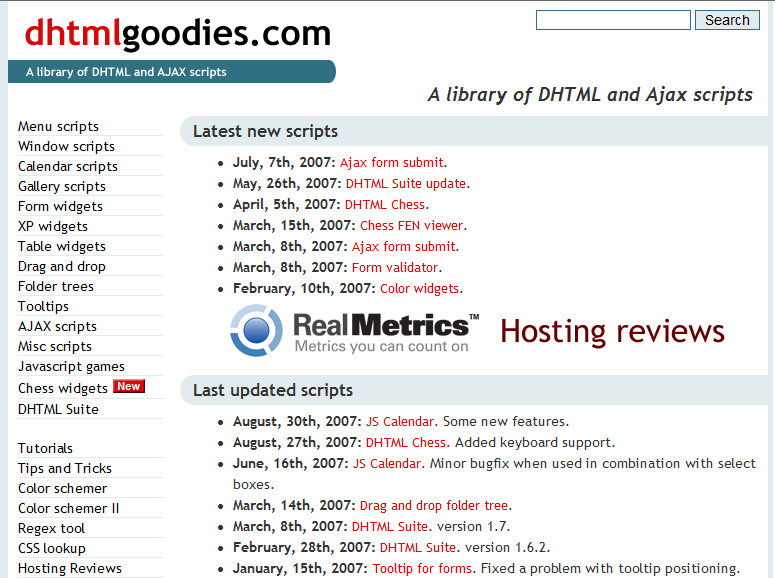 dhtmlgoodies.com
Search
A library of DHTML and AJAX scripts
A library of DHTML and Ajax scripts
Menu scripts
Window scripts
Calendar scripts
Gallery scripts
Form widgets
XP widgets
Table widgets
Drag and drop
Folder trees
Tooltips
AJAX scripts
Misc scripts
Javascript games
Chess widgets New
DHTML Suite
Tutorials
Tips and Tricks
Color schemer
Color schemer II
Regex tool
CSS lookup
Hosting Reviews
Latest new scripts
• July, 7th, 2007: Ajax form submit.
• May, 26th, 2007: DHTML Suite update.
• April, 5th, 2007: DHTML Chess.
• March, 15th, 2007: Chess FEN viewer.
• March, 8th, 2007: Ajax form submit.
• March, 8th, 2007: Form validator.
• February, 10th, 2007: Color widgets.
RealMetrics™
Metrics you can count on
Hosting reviews
Last updated scripts
• August, 30th, 2007: JS Calendar. Some new features.
• August, 27th, 2007: DHTML Chess. Added keyboard support.
• June, 16th, 2007: JS Calendar. Minor bugfix when used in combination with select
boxes.
• March, 14th, 2007: Drag and drop folder tree.
• March, 8th, 2007: DHTML Suite. version 1.7.
• February, 28th, 2007: DHTML Suite. version 1.6.2.
• January, 15th, 2007: Tooltip for forms. Fixed a problem with tooltip positioning.